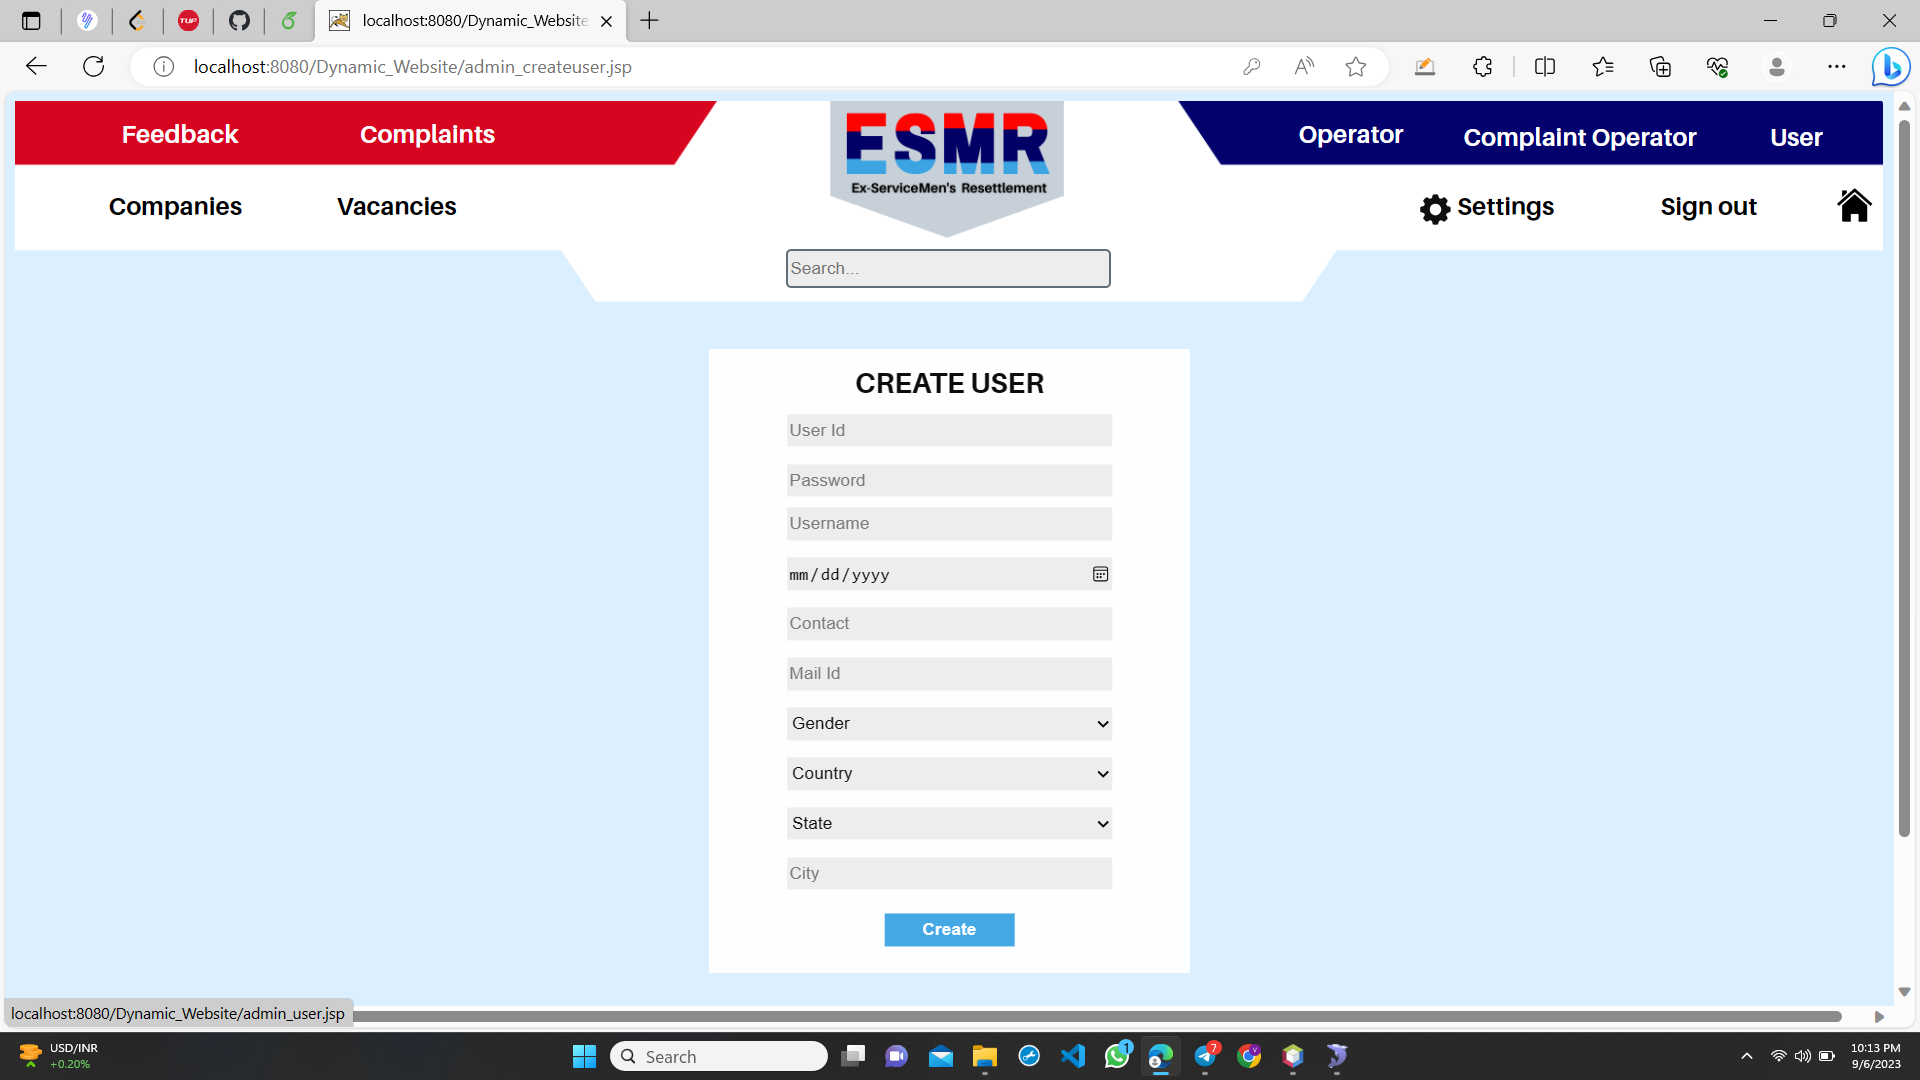 TUF
localhost:8080/Dynamic_Website
localhost:8080/Dynamic_Website/admin_createuser.jsp
Feedback
Complaints
ESMR
Ex-ServiceMen's Resettlement
Operator
Complaint Operator
User
Companies
Vacancies
Settings
Sign out
Search...
CREATE USER
User Id
Password
Username
mm/dd/yyyy
Contact
Mail Id
Gender
Country
State
City
Create
localhost:8080/Dynamic_Website/admin_user.jsp
USD/INR
+0.20%
Search
1
7
V
10:13 PM
9/6/2023